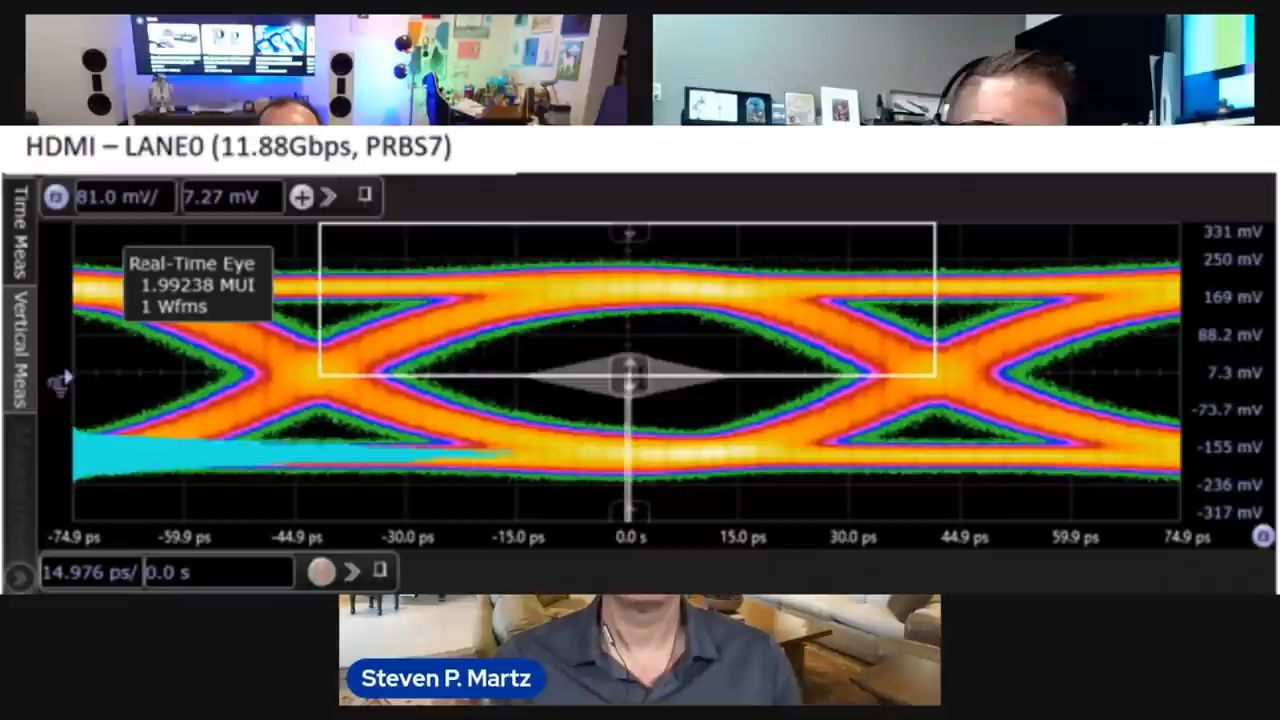 HDMI – LANE0 (11.88Gbps, PRBS7)
Time Meas
Vertical Meas
81.0 mV/
7.27 mV
Real-Time Eye
1.99238 MUI
1 Wfms
331 mV
250 mV
169 mV
88.2 mV
7.3 mV
-73.7 mV
-155 mV
-236 mV
-317 mV
-74.9 ps
-59.9 ps
-44.9 ps
-30.0 ps
-15.0 ps
0.0 s
15.0 ps
30.0 ps
44.9 ps
59.9 ps
74.9 ps
14.976 ps/
0.0 s
Steven P. Martz